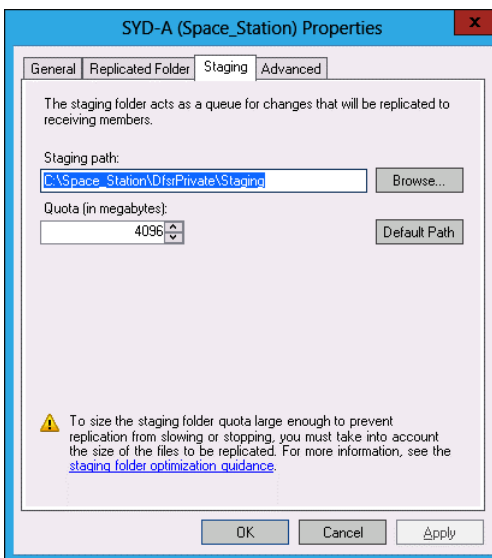 SYD-A (Space_Station) Properties
x
General Replicated Folder Staging Advanced
The staging folder acts as a queue for changes that will be replicated to
receiving members.
Staging path:
C:\Space_Station\DfsrPrivate\Staging Browse...
Quota (in megabytes):
4096 Default Path
To size the staging folder quota large enough to prevent
replication from slowing or stopping, you must take into account
the size of the files to be replicated. For more information, see the
staging folder optimization guidance.
OK Cancel Apply